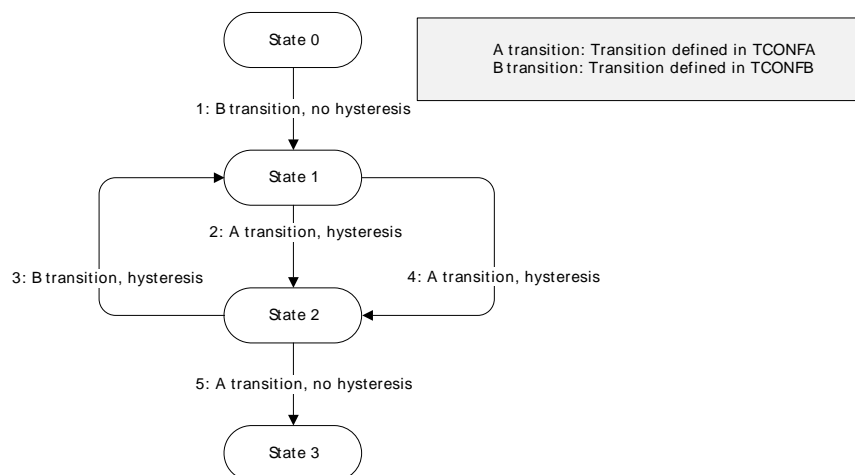 State 0
A transition: Transition defined in TCONFA
B transition: Transition defined in TCONFB
1: B transition, no hysteresis
State 1
2: A transition, hysteresis
3: B transition, hysteresis
4: A transition, hysteresis
State 2
5: A transition, no hysteresis
State 3